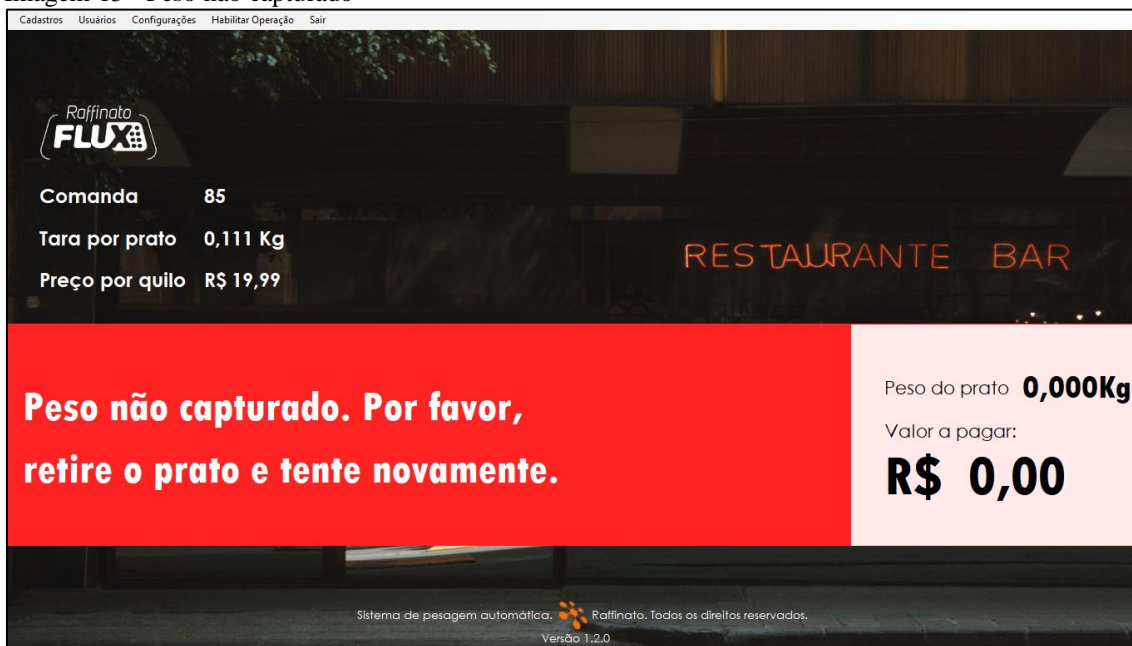 Imagem 15 - Peso não capturado
Cadastros Usuários Configurações Habilitar Operação Sair
Raffinato
FLUX
Comanda 85
Tara por prato 0,111 Kg
Preço por quilo R$ 19,99
RESTAURANTE BAR
Peso não capturado. Por favor,
retire o prato e tente novamente.
Peso do prato 0,000Kg
Valor a pagar:
R$ 0,00
Sistema de pesagem automática. Raffinato. Todos os direitos reservados.
Versão 1.2.0